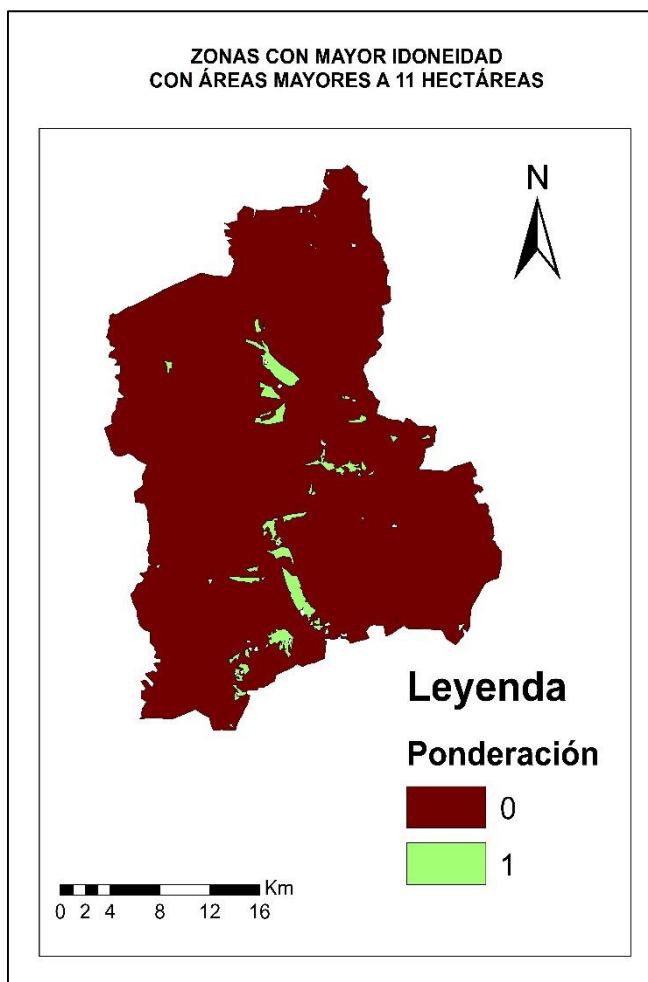 ZONAS CON MAYOR IDONEIDAD
CON ÁREAS MAYORES A 11 HECTÁREAS
N
Leyenda
Ponderación
0
1
Km
0 2 4 8 12 16